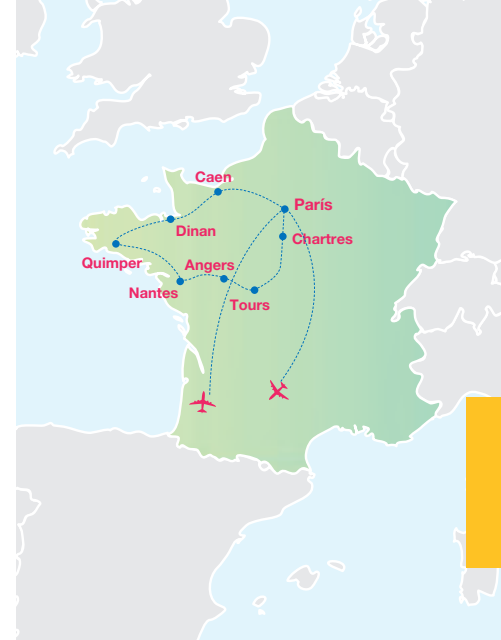 Caen
París
Dinan
Chartres
Quimper
Angers
Nantes
Tours